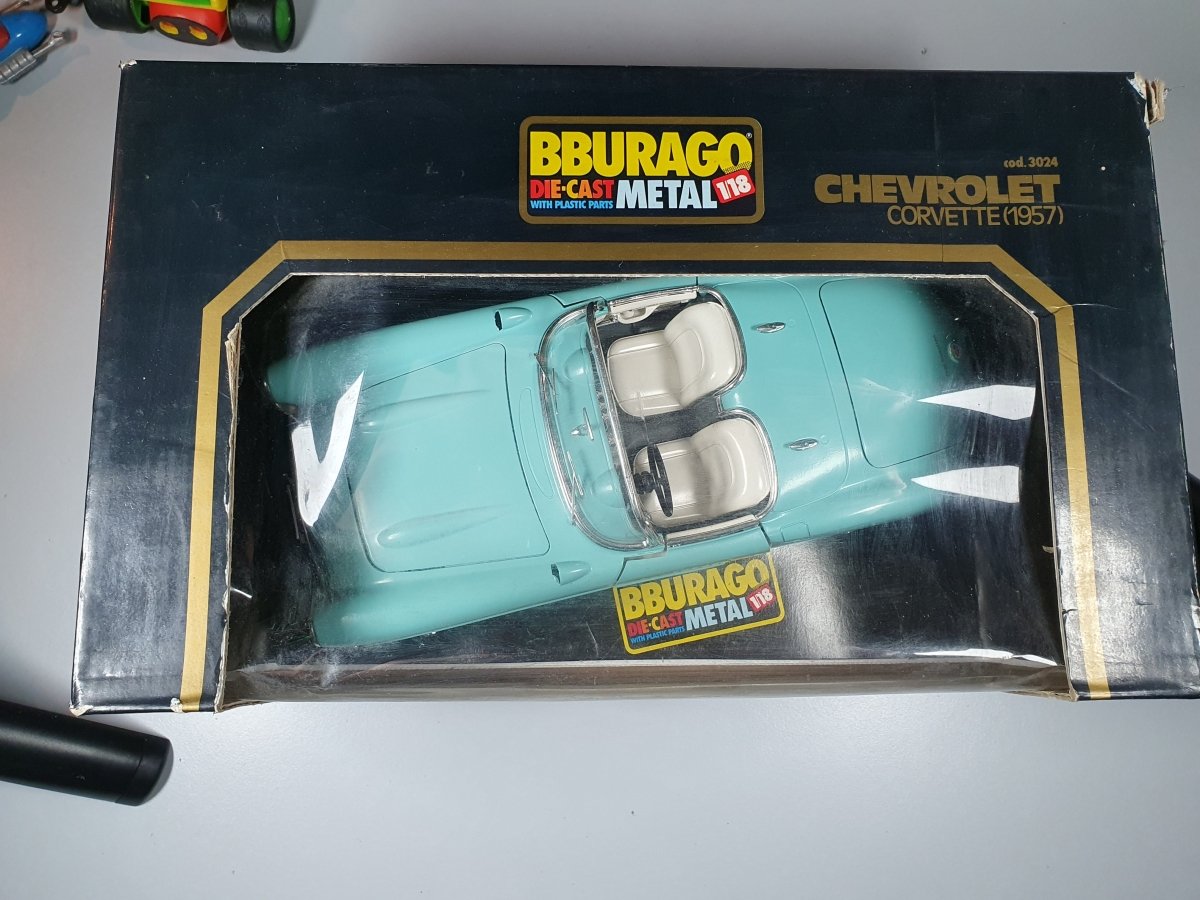 BBURAGO®
DIE-CAST METAL 1/18
WITH PLASTIC PARTS
cod. 3024
CHEVROLET
CORVETTE (1957)
BBURAGO
DIE-CAST METAL 1/18
WITH PLASTIC PARTS